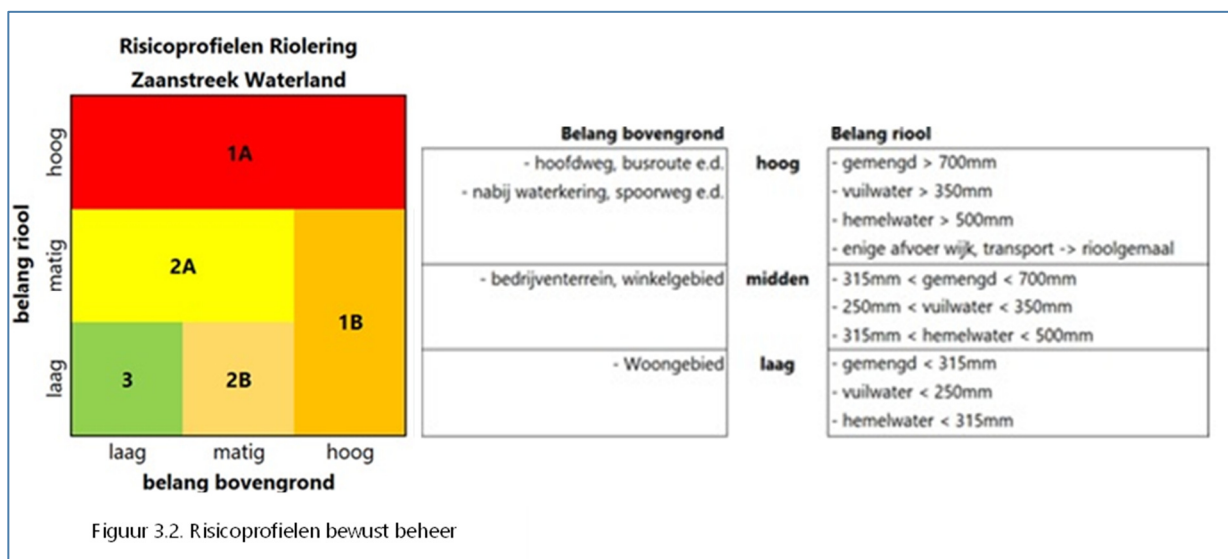 Risicoprofielen Riolering
Zaanstreek Waterland
belang riool
hoog
matig
laag
1A
2A
1B
3
2B
laag
matig
hoog
belang bovengrond
Belang bovengrond
Belang riool
- hoofdweg, busroute e.d.
hoog
- gemengd > 700mm
- nabij waterkering, spoorweg e.d.
- vuilwater > 350mm
- hemelwater > 500mm
- enige afvoer wijk, transport -> rioolgemaal
- bedrijventerrein, winkelgebied
midden
- 315mm < gemengd < 700mm
- 250mm < vuilwater < 350mm
- 315mm < hemelwater < 500mm
- Woongebied
laag
- gemengd < 315mm
- vuilwater < 250mm
- hemelwater < 315mm
Figuur 3.2. Risicoprofielen bewust beheer